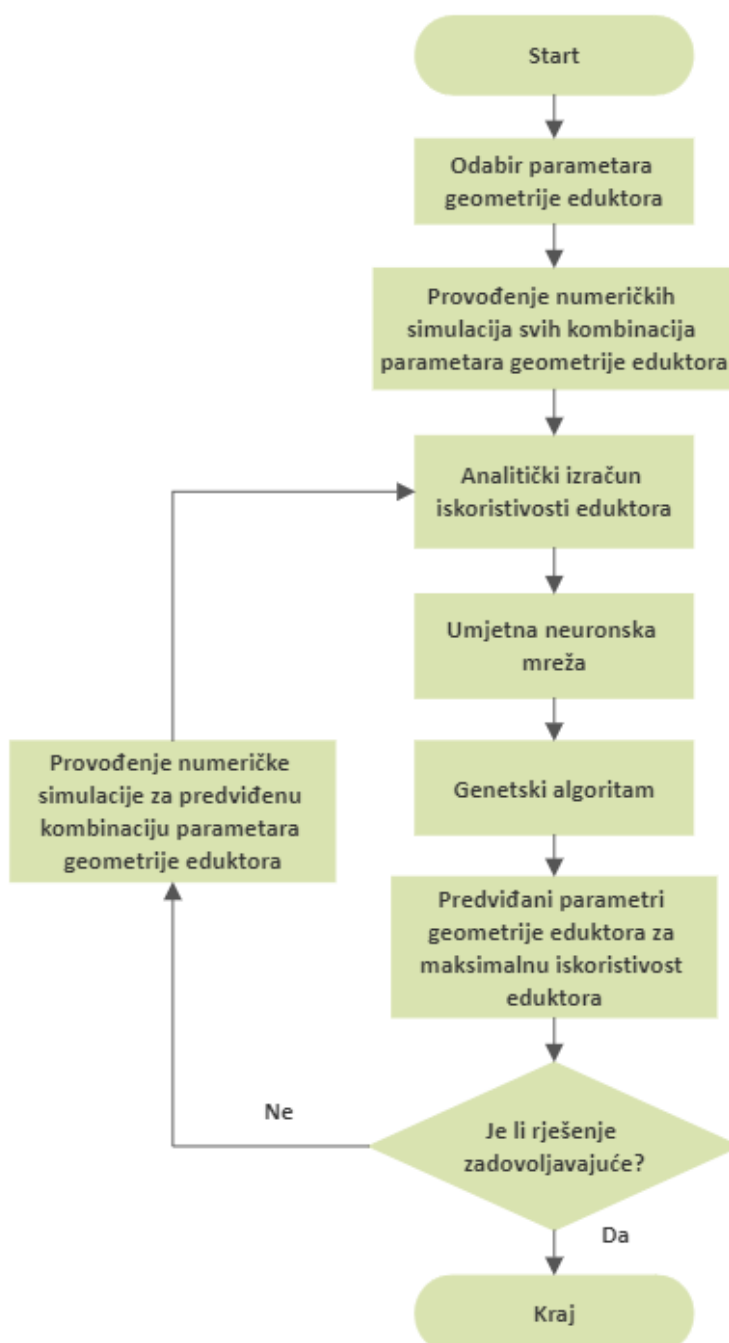 Start
Odabir parametara
geometrije eduktora
Provođenje numeričkih
simulacija svih kombinacija
parametara geometrije eduktora
Analitički izračun
iskoristivosti eduktora
Umjetna neuronska
mreža
Genetski algoritam
Provođenje numeričke
simulacije za predviđenu
kombinaciju parametara
geometrije eduktora
Predviđani parametri
geometrije eduktora za
maksimalnu iskoristivost
eduktora
Ne
Je li rješenje
zadovoljavajuće?
Da
Kraj